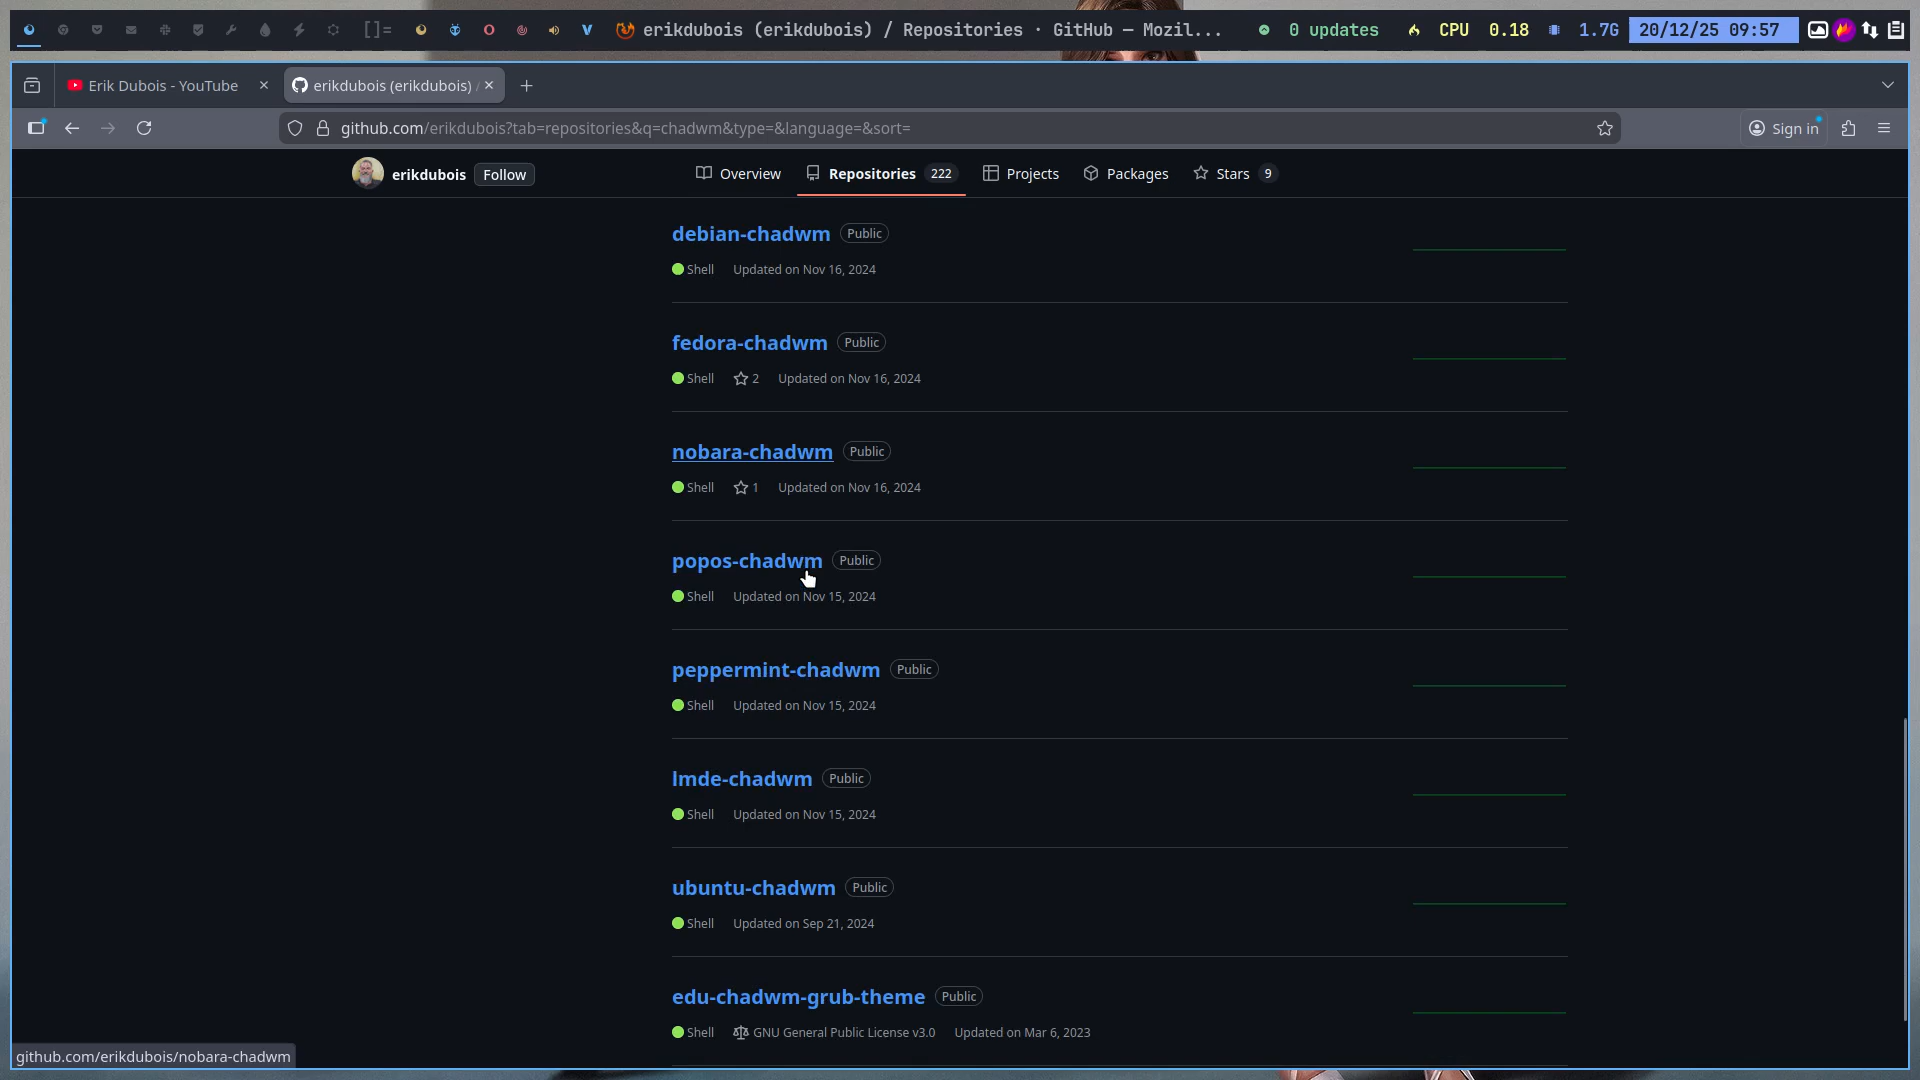 []= erikdubois (erikdubois) / Repositories · GitHub — Mozil... 0 updates CPU 0.18 1.7G 20/12/25 09:57
Erik Dubois - YouTube erikdubois (erikdubois) /
github.com/erikdubois?tab=repositories&q=chadwm&type=&language=&sort= Sign in
erikdubois Follow Overview Repositories 222 Projects Packages Stars 9
debian-chadwm Public
Shell Updated on Nov 16, 2024
fedora-chadwm Public
Shell 2 Updated on Nov 16, 2024
nobara-chadwm Public
Shell 1 Updated on Nov 16, 2024
popos-chadwm Public
Shell Updated on Nov 15, 2024
peppermint-chadwm Public
Shell Updated on Nov 15, 2024
lmde-chadwm Public
Shell Updated on Nov 15, 2024
ubuntu-chadwm Public
Shell Updated on Sep 21, 2024
edu-chadwm-grub-theme Public
Shell GNU General Public License v3.0 Updated on Mar 6, 2023
github.com/erikdubois/nobara-chadwm